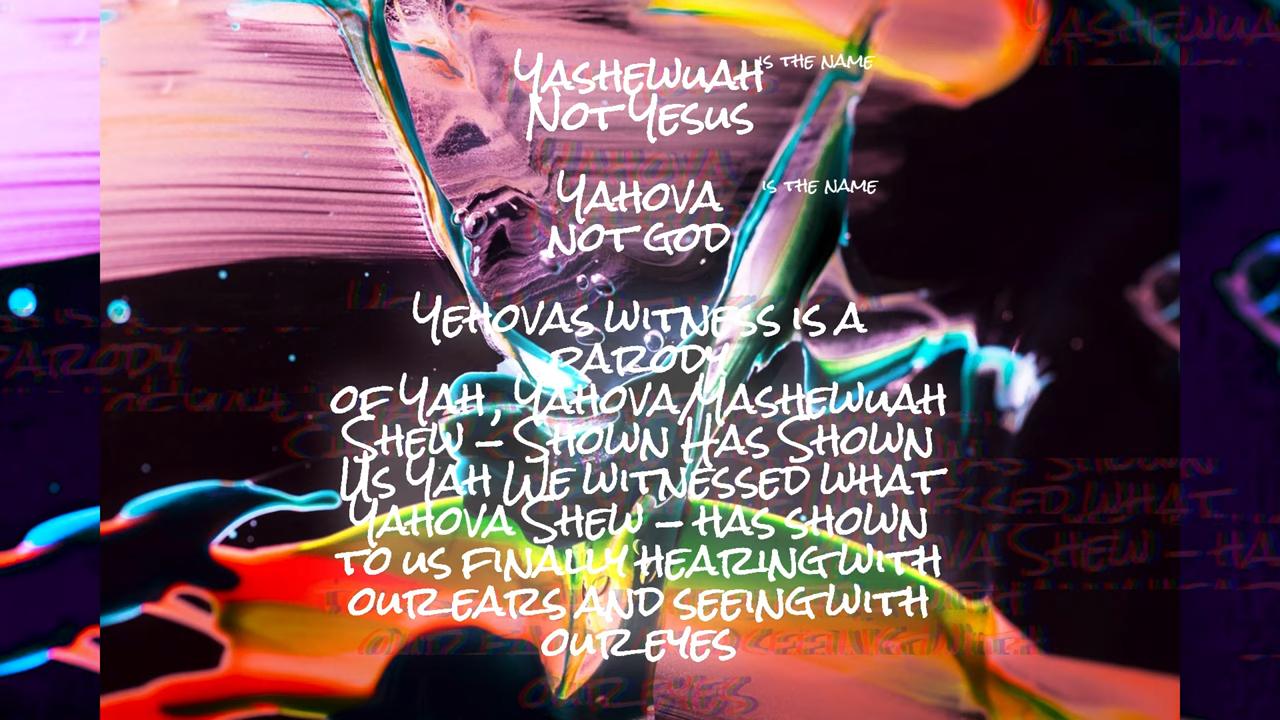 Yashewuah is the name
Not Yesus
Yahova is the name
not god
Yehovas witness is a
parody
of Yah, Yahova/Yashewuah
Shew - Shown Has Shown
Us Yah We witnessed what
Yahova Shew - has shown
to us finally hearing with
our ears and seeing with
our eyes